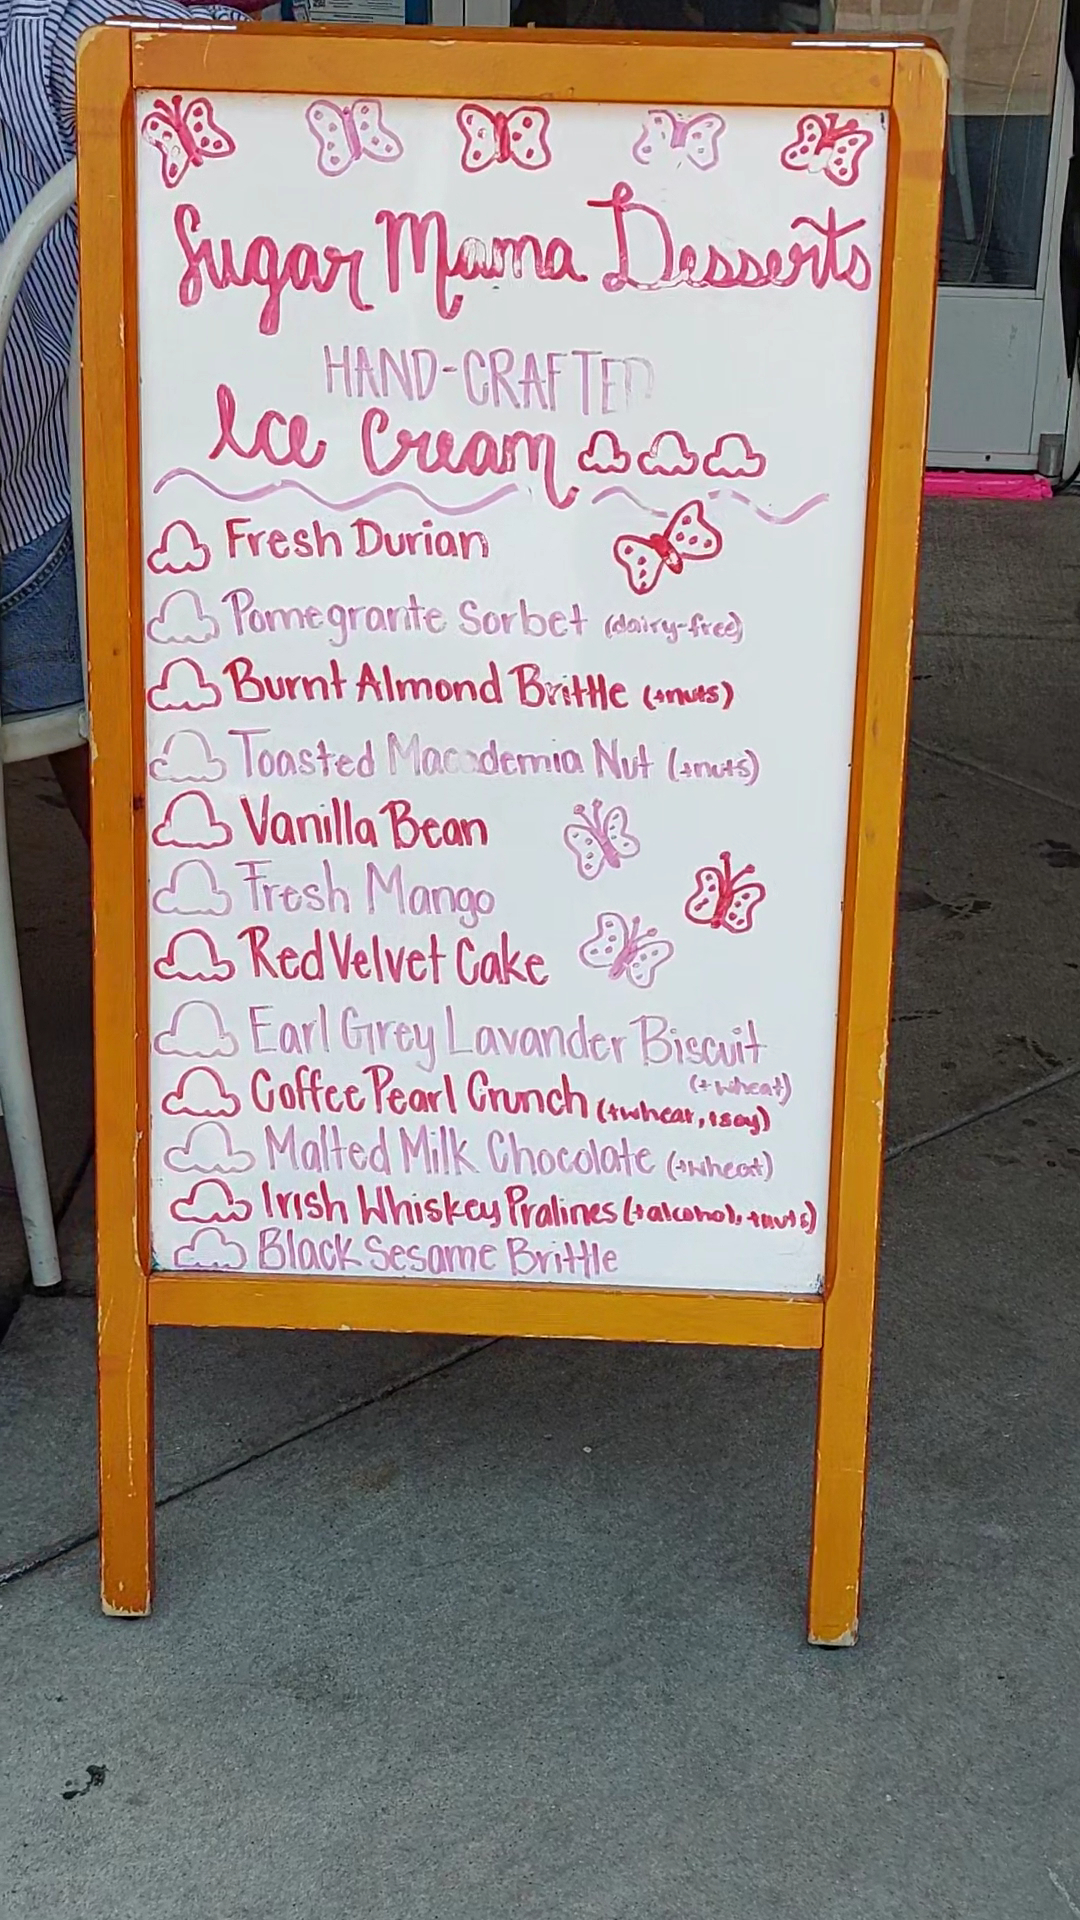 Sugar Mama Desserts
HAND-CRAFTED
Ice Cream
Fresh Durian
Pomegrante Sorbet (dairy-free)
Burnt Almond Brittle (+nuts)
Toasted Macademia Nut (+nuts)
Vanilla Bean
Fresh Mango
Red Velvet Cake
Earl Grey Lavander Biscuit
(+wheat)
Coffee Pearl Crunch (+wheat, +soy)
Malted Milk Chocolate (+wheat)
Irish Whiskey Pralines (+alcohol, +nuts)
Black Sesame Brittle